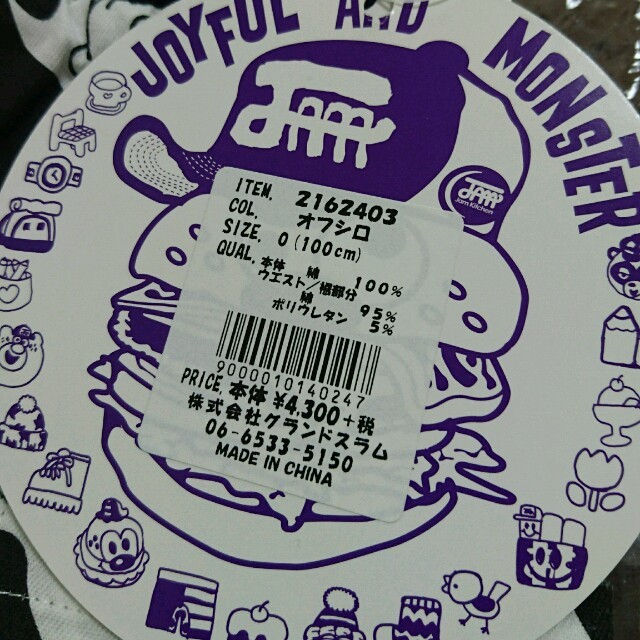 JOYFUL AND MONSTER
Jam
Jam
Jam Kitchen
ITEM. 2162403
COL. オフシロ
SIZE. 0 (100cm)
QUAL. 本体 綿 100%
ウエスト/裾部分
綿 95%
ポリウレタン 5%
9000010140247
PRICE 本体 ¥4,300+税
株式会社グランドスラム
06-6533-5150
MADE IN CHINA